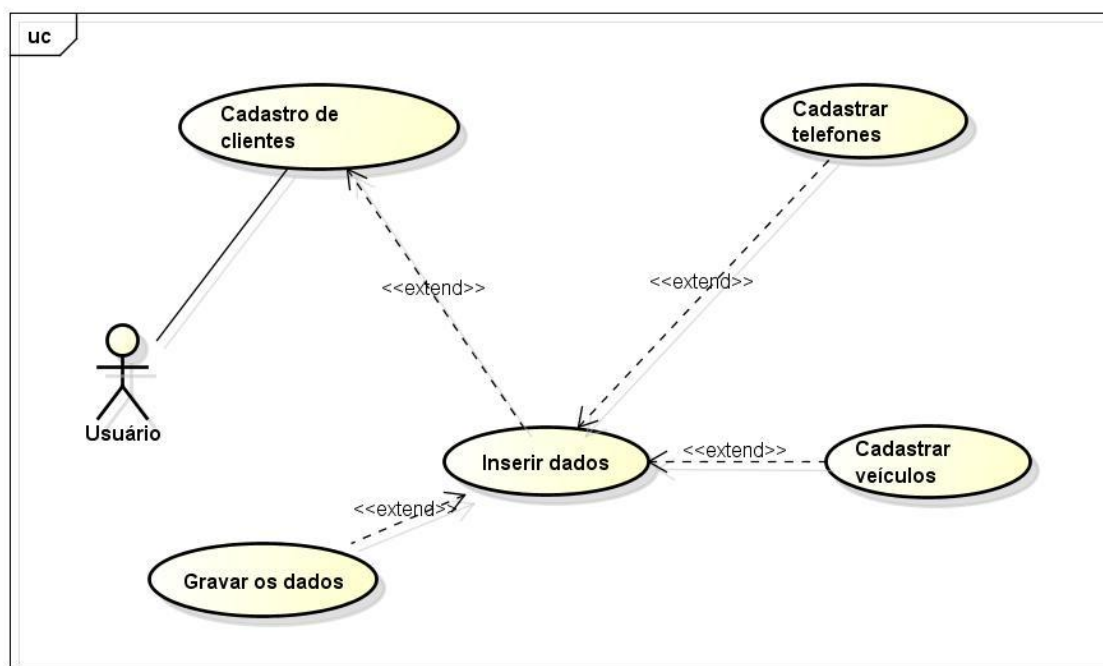 uc
Cadastro de
clientes
Cadastrar
telefones
<<extend>>
<<extend>>
Usuário
Inserir dados
<<extend>>
Cadastrar
veículos
<<extend>>
Gravar os dados